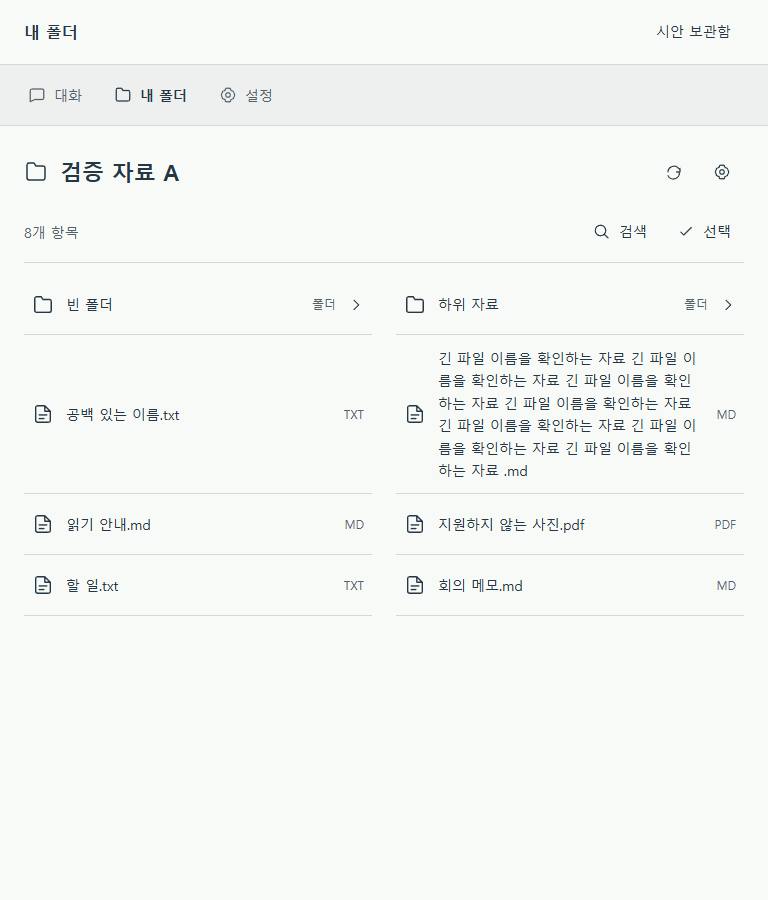 내 폴더
시안 보관함
대화
내 폴더
설정
검증 자료 A
8개 항목
검색
선택
빈 폴더
폴더
하위 자료
폴더
공백 있는 이름.txt
TXT
긴 파일 이름을 확인하는 자료 긴 파일 이
름을 확인하는 자료 긴 파일 이름을 확인
하는 자료 긴 파일 이름을 확인하는 자료
긴 파일 이름을 확인하는 자료 긴 파일 이
름을 확인하는 자료 긴 파일 이름을 확인
하는 자료 .md
MD
읽기 안내.md
MD
지원하지 않는 사진.pdf
PDF
할 일.txt
TXT
회의 메모.md
MD